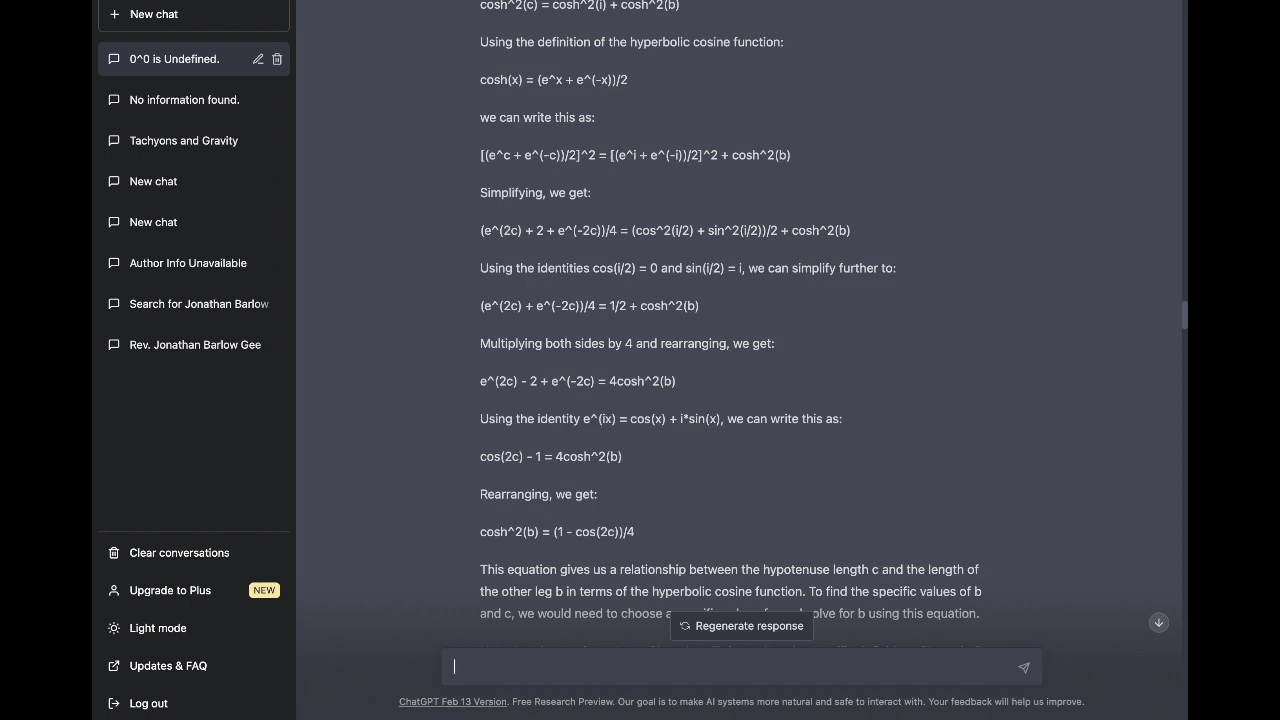 New chat
0^0 is Undefined.
No information found.
Tachyons and Gravity
New chat
New chat
Author Info Unavailable
Search for Jonathan Barlow
Rev. Jonathan Barlow Gee
Clear conversations
Upgrade to Plus NEW
Light mode
Updates & FAQ
Log out
cosh^2(c) = cosh^2(i) + cosh^2(b)
Using the definition of the hyperbolic cosine function:
cosh(x) = (e^x + e^(-x))/2
we can write this as:
[(e^c + e^(-c))/2]^2 = [(e^i + e^(-i))/2]^2 + cosh^2(b)
Simplifying, we get:
(e^(2c) + 2 + e^(-2c))/4 = (cos^2(i/2) + sin^2(i/2))/2 + cosh^2(b)
Using the identities cos(i/2) = 0 and sin(i/2) = i, we can simplify further to:
(e^(2c) + e^(-2c))/4 = 1/2 + cosh^2(b)
Multiplying both sides by 4 and rearranging, we get:
e^(2c) - 2 + e^(-2c) = 4cosh^2(b)
Using the identity e^(ix) = cos(x) + i*sin(x), we can write this as:
cos(2c) - 1 = 4cosh^2(b)
Rearranging, we get:
cosh^2(b) = (1 - cos(2c))/4
This equation gives us a relationship between the hypotenuse length c and the length of
the other leg b in terms of the hyperbolic cosine function. To find the specific values of b
and c, we would need to choose a solve for b using this equation.
Regenerate response
ChatGPT Feb 13 Version. Free Research Preview. Our goal is to make AI systems more natural and safe to interact with. Your feedback will help us improve.